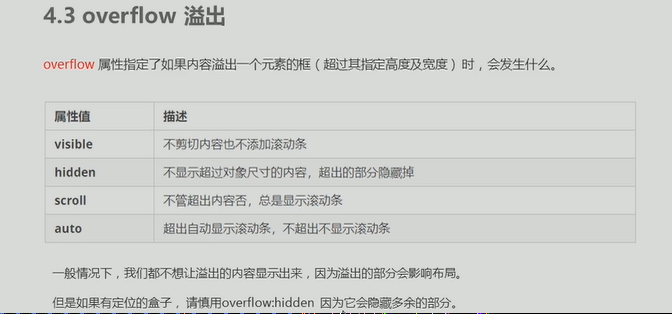 4.3 overflow 溢出
overflow 属性指定了如果内容溢出一个元素的框（超过其指定高度及宽度）时，会发生什么。
属性值 描述
visible 不剪切内容也不添加滚动条
hidden 不显示超过对象尺寸的内容，超出的部分隐藏掉
scroll 不管超出内容否，总是显示滚动条
auto 超出自动显示滚动条，不超出不显示滚动条
一般情况下，我们都不想让溢出的内容显示出来，因为溢出的部分会影响布局。
但是如果有定位的盒子，请慎用overflow:hidden 因为它会隐藏多余的部分。